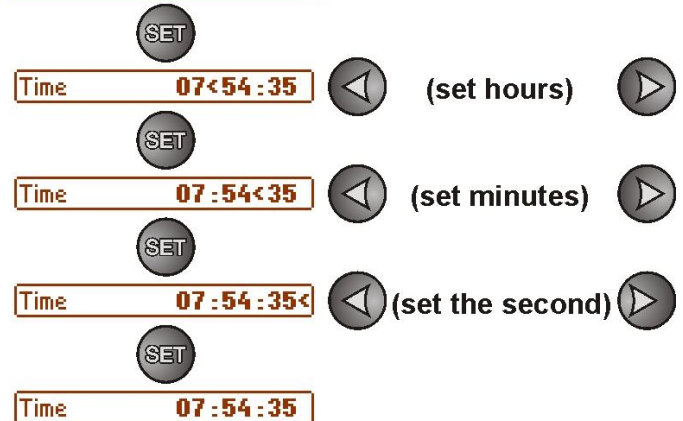 SET
Time 07<54:35 (set hours)
SET
Time 07:54<35 (set minutes)
SET
Time 07:54:35< (set the second)
SET
Time 07:54:35